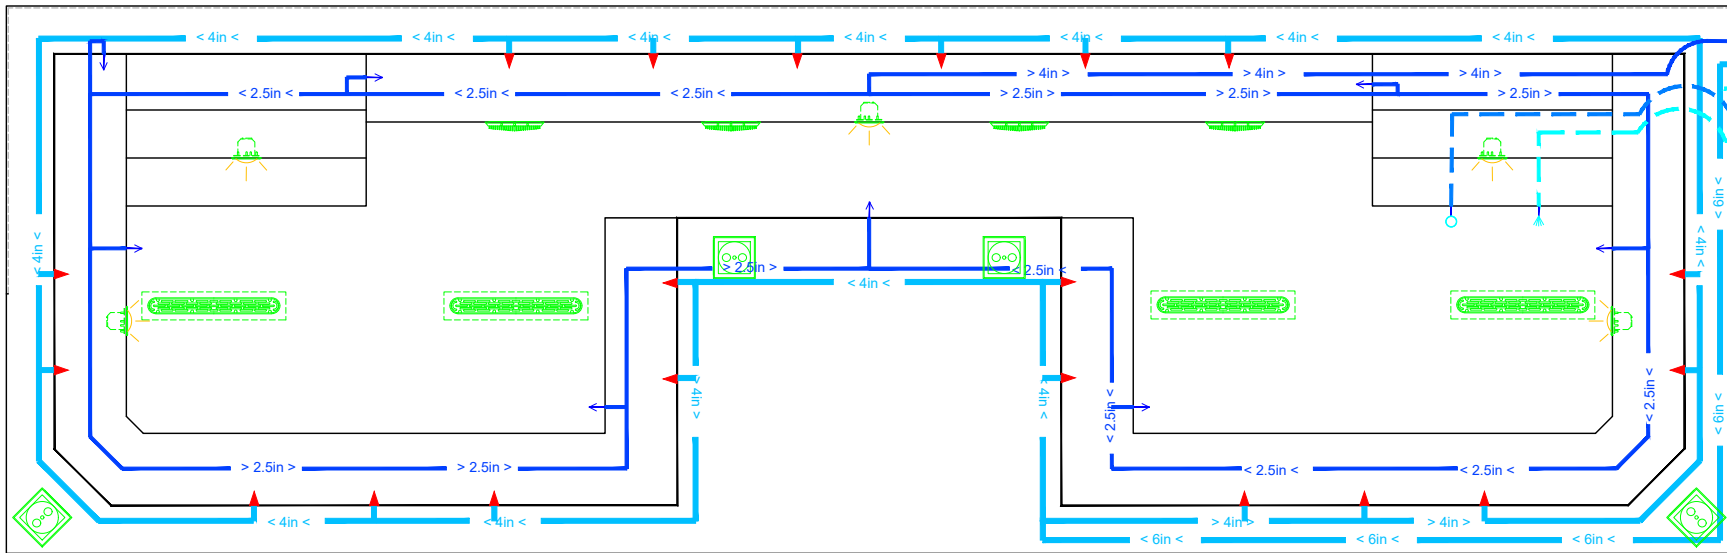 < 4in < < 4in < < 4in < < 4in < < 4in < < 4in <
> 4in > > 4in > > 4in >
< 2.5in < < 2.5in < < 2.5in < > 2.5in > > 2.5in > > 2.5in >
< 4in <
< 4in <
> 6in >
> 2.5in > < 2.5in <
< 4in <
> 4in >
< 4in <
< 2.5in <
< 2.5in <
> 6in >
> 2.5in > > 2.5in > < 2.5in < < 2.5in <
< 4in < < 4in < > 4in > > 4in >
< 6in < < 6in < < 6in <